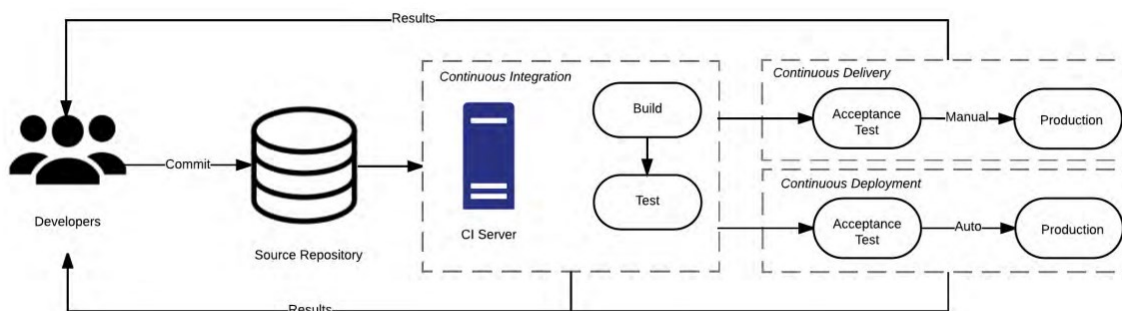 Results
Continuous Integration
Continuous Delivery
Build
Acceptance
Test
Manual
Production
Commit
Continuous Deployment
Test
Developers
CI Server
Acceptance
Test
Auto
Production
Source Repository
Results